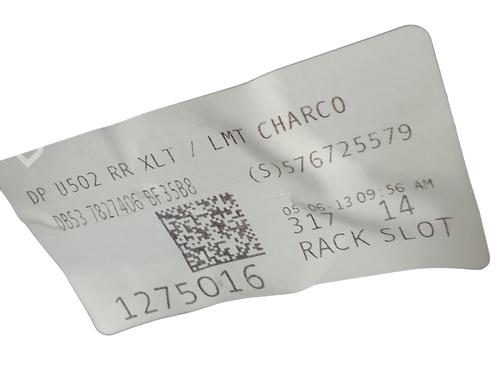 DP U502 RR XLT / LMT CHARCO
DB53 7827406 BF35B8
(S)576725579
05-06-13 09:56 AM
317 14
RACK SLOT
1275016